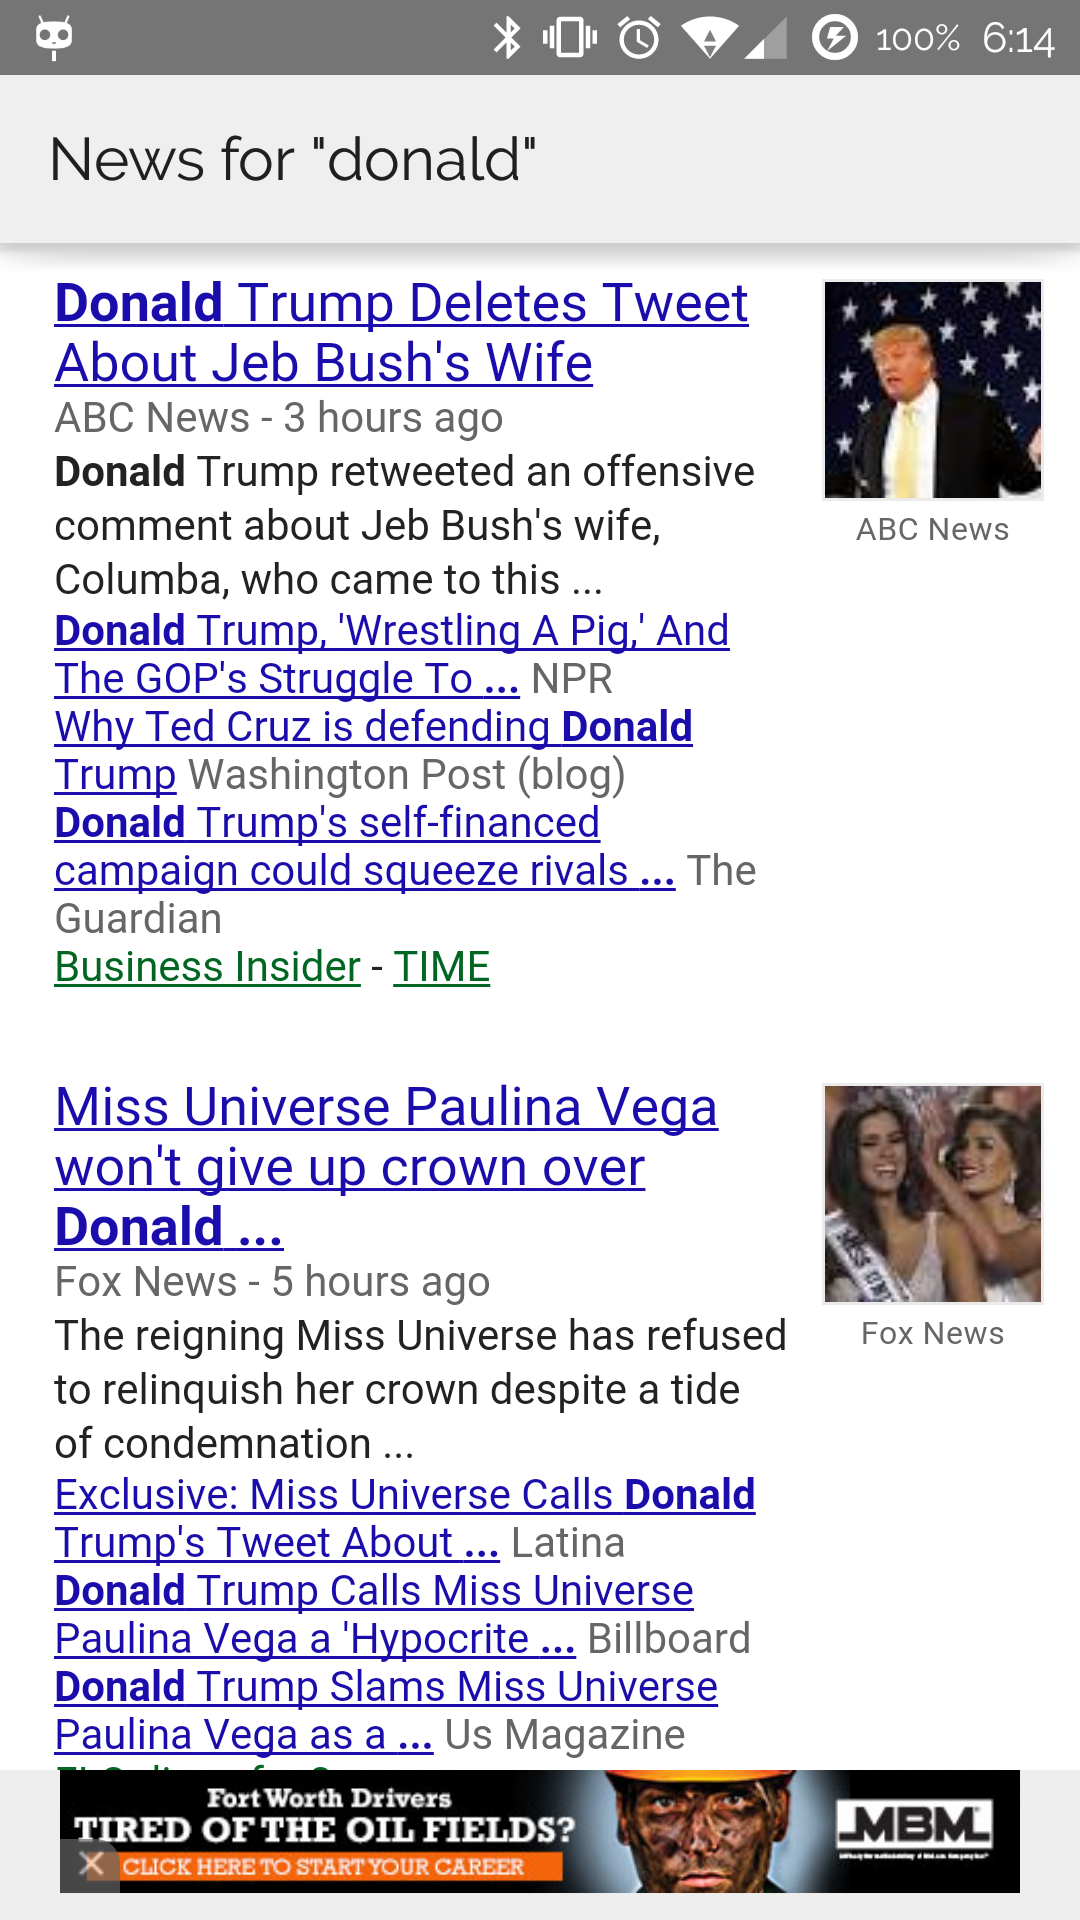 100% 6:14
News for "donald"
Donald Trump Deletes Tweet
About Jeb Bush's Wife
ABC News - 3 hours ago
Donald Trump retweeted an offensive
comment about Jeb Bush's wife,
Columba, who came to this ...
ABC News
Donald Trump, 'Wrestling A Pig,' And
The GOP's Struggle To ... NPR
Why Ted Cruz is defending Donald
Trump Washington Post (blog)
Donald Trump's self-financed
campaign could squeeze rivals ... The
Guardian
Business Insider - TIME
Miss Universe Paulina Vega
won't give up crown over
Donald ...
Fox News - 5 hours ago
The reigning Miss Universe has refused
to relinquish her crown despite a tide
of condemnation ...
Fox News
Exclusive: Miss Universe Calls Donald
Trump's Tweet About ... Latina
Donald Trump Calls Miss Universe
Paulina Vega a 'Hypocrite ... Billboard
Donald Trump Slams Miss Universe
Paulina Vega as a ... Us Magazine
Fort Worth Drivers
TIRED OF THE OIL FIELDS?
CLICK HERE TO START YOUR CAREER
MBM